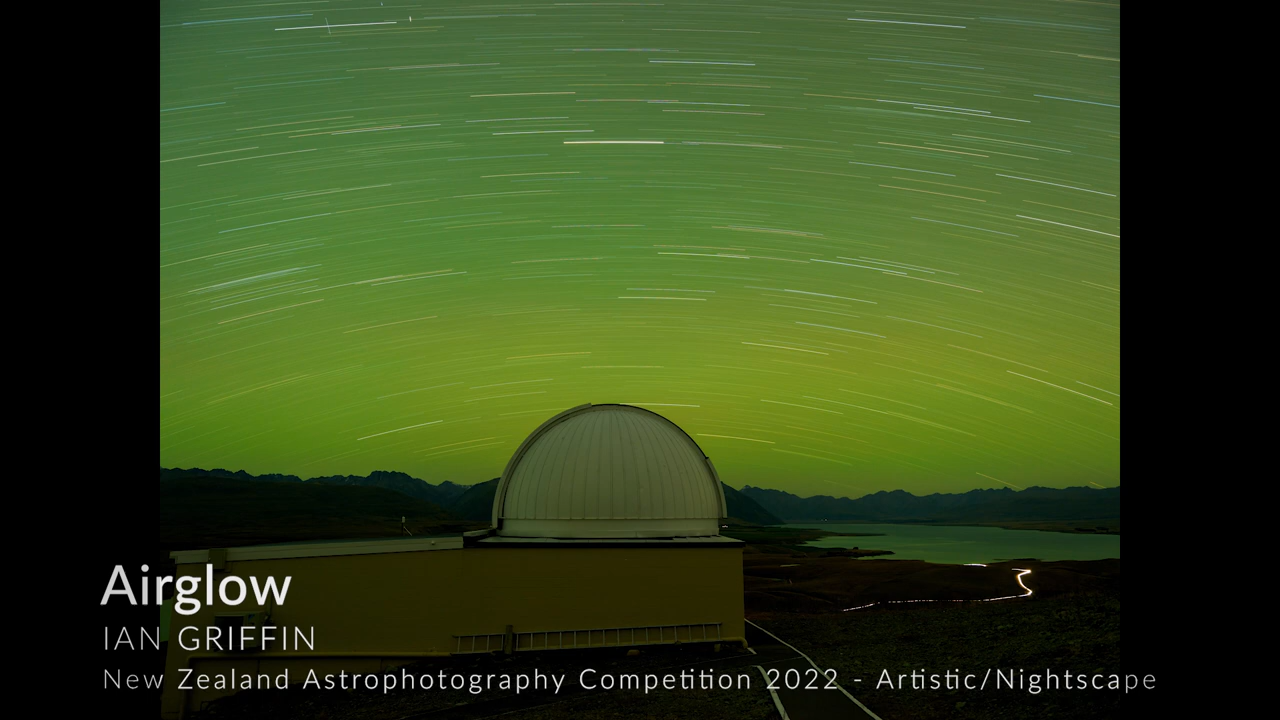 Airglow
IAN GRIFFIN
New Zealand Astrophotography Competition 2022 - Artistic/Nightscape